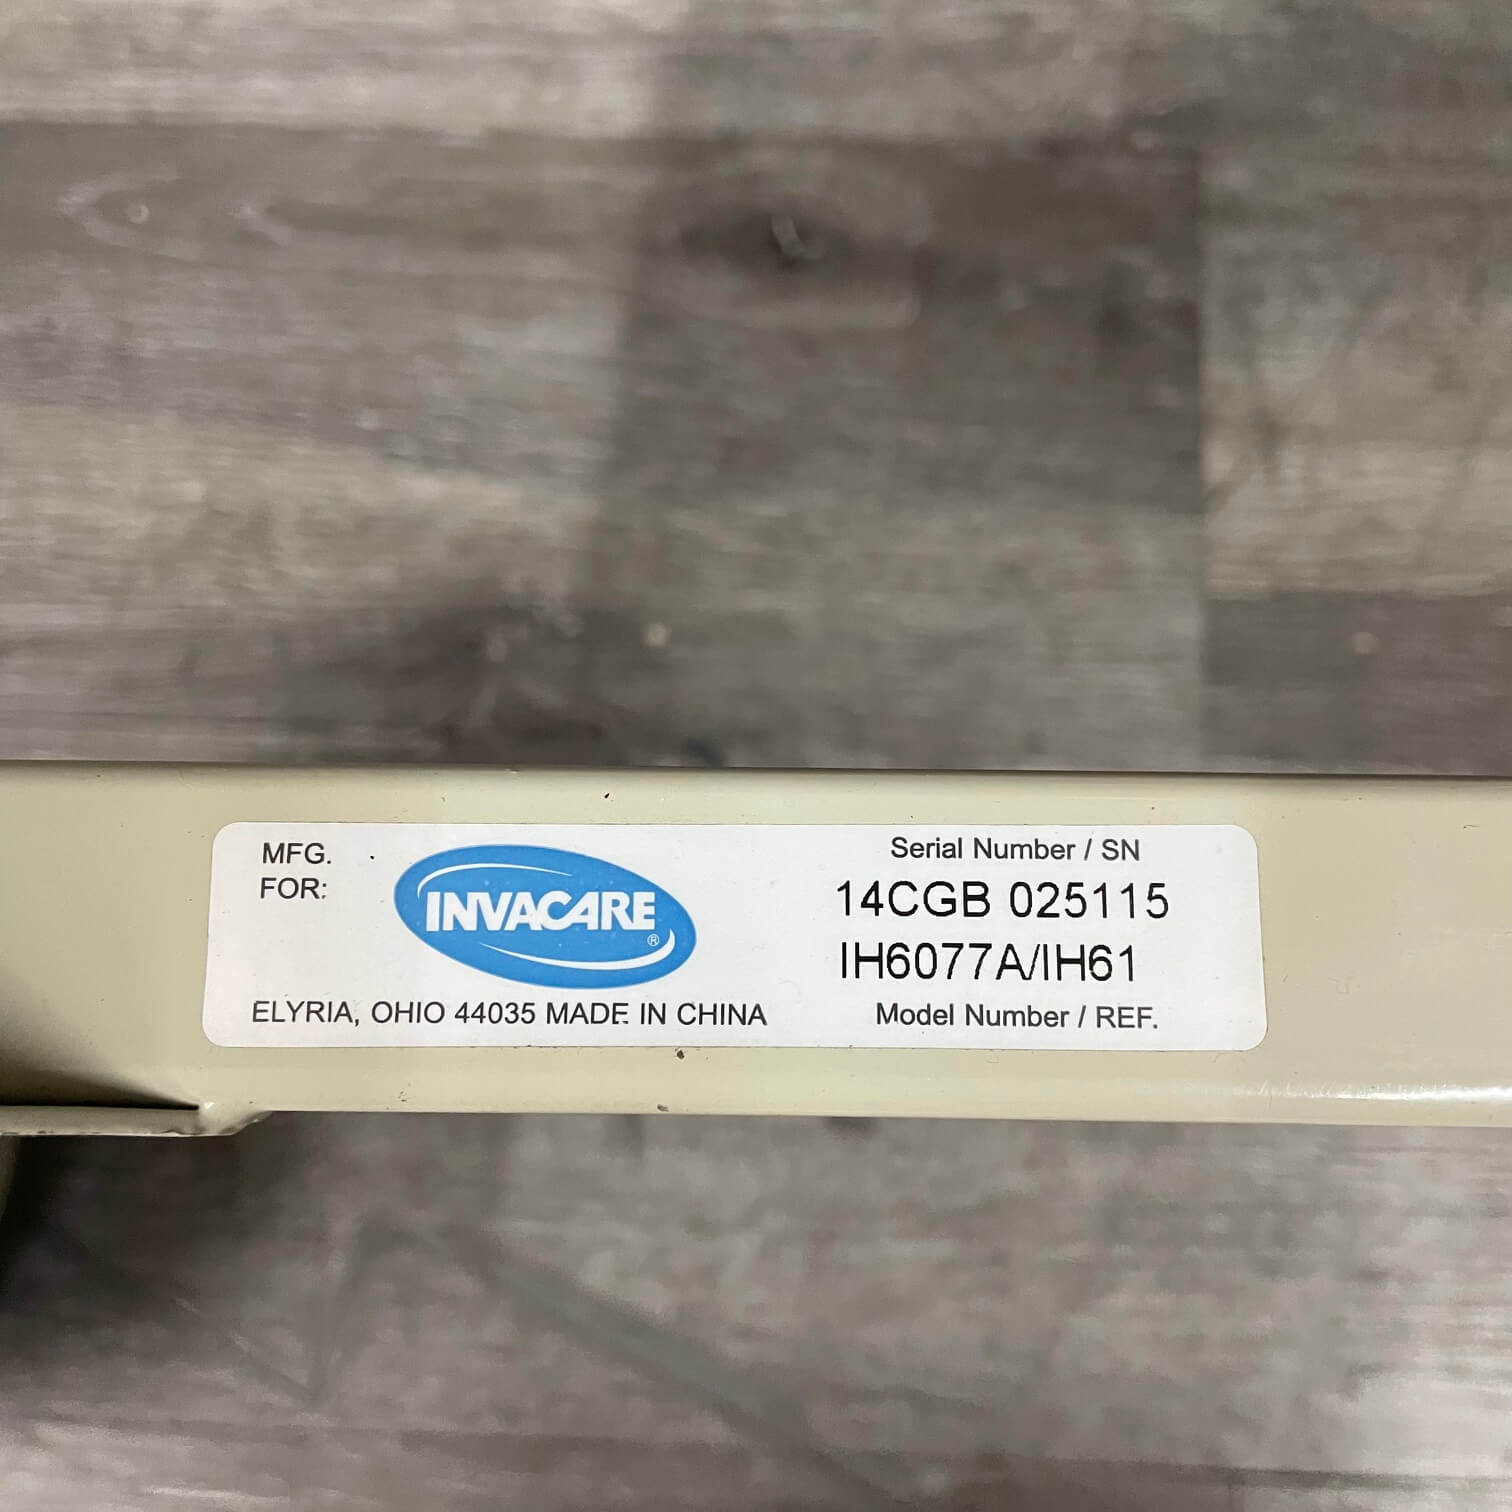 MFG.
FOR:
INVACARE®
ELYRIA, OHIO 44035 MADE IN CHINA
Serial Number / SN
14CGB 025115
IH6077A/IH61
Model Number / REF.